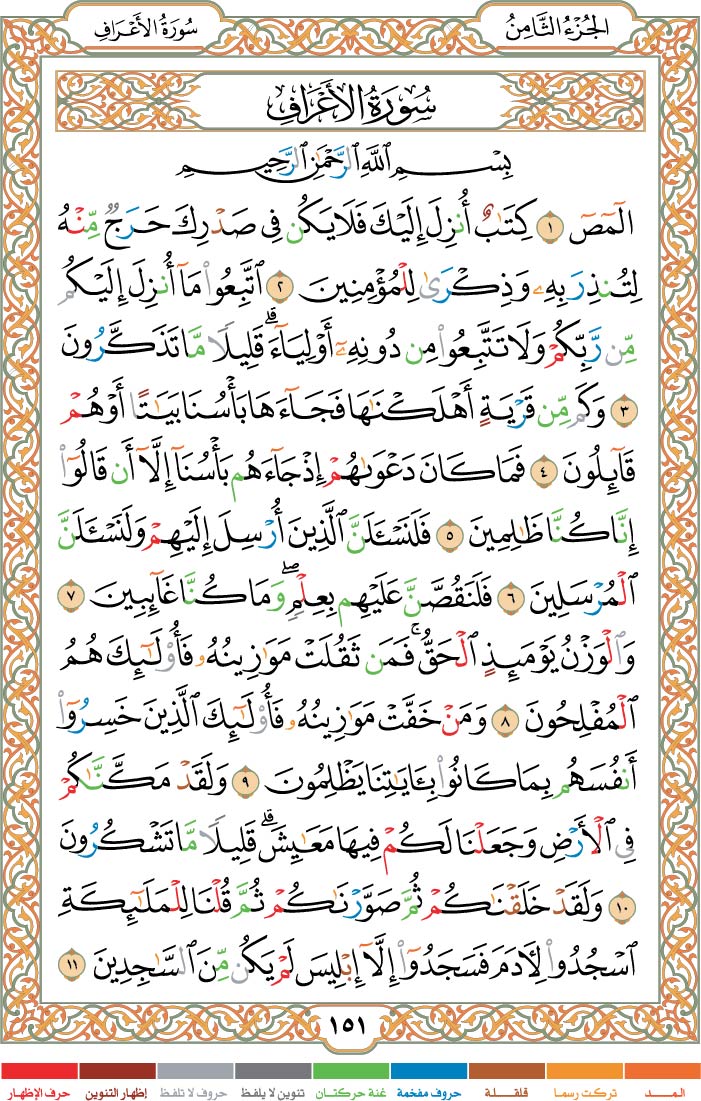 الجُزْءُ الثَّامِنُ
سُورَةُ الأَعْرَافِ
سُورَةُ الأَعْرَافِ
بِسْمِ ٱللَّهِ ٱلرَّحْمَٰنِ ٱلرَّحِيمِ
الٓمٓصٓ ١ كِتَٰبٌ أُنزِلَ إِلَيْكَ فَلَا يَكُن فِى صَدْرِكَ حَرَجٌ مِّنْهُ
لِتُنذِرَ بِهِۦ وَذِكْرَىٰ لِلْمُؤْمِنِينَ ٢ ٱتَّبِعُوا۟ مَآ أُنزِلَ إِلَيْكُم
مِّن رَّبِّكُمْ وَلَا تَتَّبِعُوا۟ مِن دُونِهِۦٓ أَوْلِيَآءَ ۗ قَلِيلًا مَّا تَذَكَّرُونَ
٣ وَكَم مِّن قَرْيَةٍ أَهْلَكْنَٰهَا فَجَآءَهَا بَأْسُنَا بَيَٰتًا أَوْ هُمْ
قَآئِلُونَ ٤ فَمَا كَانَ دَعْوَىٰهُمْ إِذْ جَآءَهُم بَأْسُنَآ إِلَّآ أَن قَالُوٓا۟
إِنَّا كُنَّا ظَٰلِمِينَ ٥ فَلَنَسْـَٔلَنَّ ٱلَّذِينَ أُرْسِلَ إِلَيْهِمْ وَلَنَسْـَٔلَنَّ
ٱلْمُرْسَلِينَ ٦ فَلَنَقُصَّنَّ عَلَيْهِم بِعِلْمٍ ۖ وَمَا كُنَّا غَآئِبِينَ ٧
وَٱلْوَزْنُ يَوْمَئِذٍ ٱلْحَقُّ ۚ فَمَن ثَقُلَتْ مَوَٰزِينُهُۥ فَأُو۟لَٰٓئِكَ هُمُ
ٱلْمُفْلِحُونَ ٨ وَمَنْ خَفَّتْ مَوَٰزِينُهُۥ فَأُو۟لَٰٓئِكَ ٱلَّذِينَ خَسِرُوٓا۟
أَنفُسَهُم بِمَا كَانُوا۟ بِـَٔايَٰتِنَا يَظْلِمُونَ ٩ وَلَقَدْ مَكَّنَّٰكُمْ
فِى ٱلْأَرْضِ وَجَعَلْنَا لَكُمْ فِيهَا مَعَٰيِشَ ۗ قَلِيلًا مَّا تَشْكُرُونَ
١٠ وَلَقَدْ خَلَقْنَٰكُمْ ثُمَّ صَوَّرْنَٰكُمْ ثُمَّ قُلْنَا لِلْمَلَٰٓئِكَةِ
ٱسْجُدُوا۟ لِـَٔادَمَ فَسَجَدُوٓا۟ إِلَّآ إِبْلِيسَ لَمْ يَكُن مِّنَ ٱلسَّٰجِدِينَ ١١
١٥١
المــد
تركت رسما
قلقـلة
حروف مفخمة
غنة حركتان
تنوين لا يلفظ
حروف لا تلفظ
إظهار التنوين
حرف الإظهار